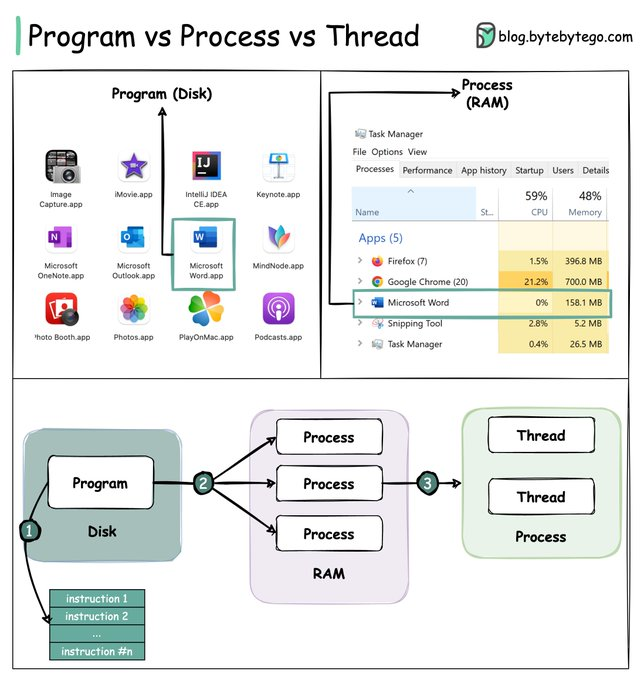 Program vs Process vs Thread
blog.bytebytego.com
Program (Disk)
Image
Capture.app
iMovie.app
IntelliJ IDEA
CE.app
Keynote.app
Microsoft
OneNote.app
Microsoft
Outlook.app
Microsoft
Word.app
MindNode.app
Photo Booth.app
Photos.app
PlayOnMac.app
Podcasts.app
Process
(RAM)
Task Manager
File Options View
Processes Performance App history Startup Users Details
59% 48%
Name St... CPU Memory
Apps (5)
Firefox (7) 1.5% 396.8 MB
Google Chrome (20) 21.2% 700.0 MB
Microsoft Word 0% 158.1 MB
Snipping Tool 2.8% 5.2 MB
Task Manager 0.4% 26.5 MB
Program
Disk
1
instruction 1
instruction 2
...
instruction #n
2
Process
Process
Process
RAM
3
Thread
Thread
Process